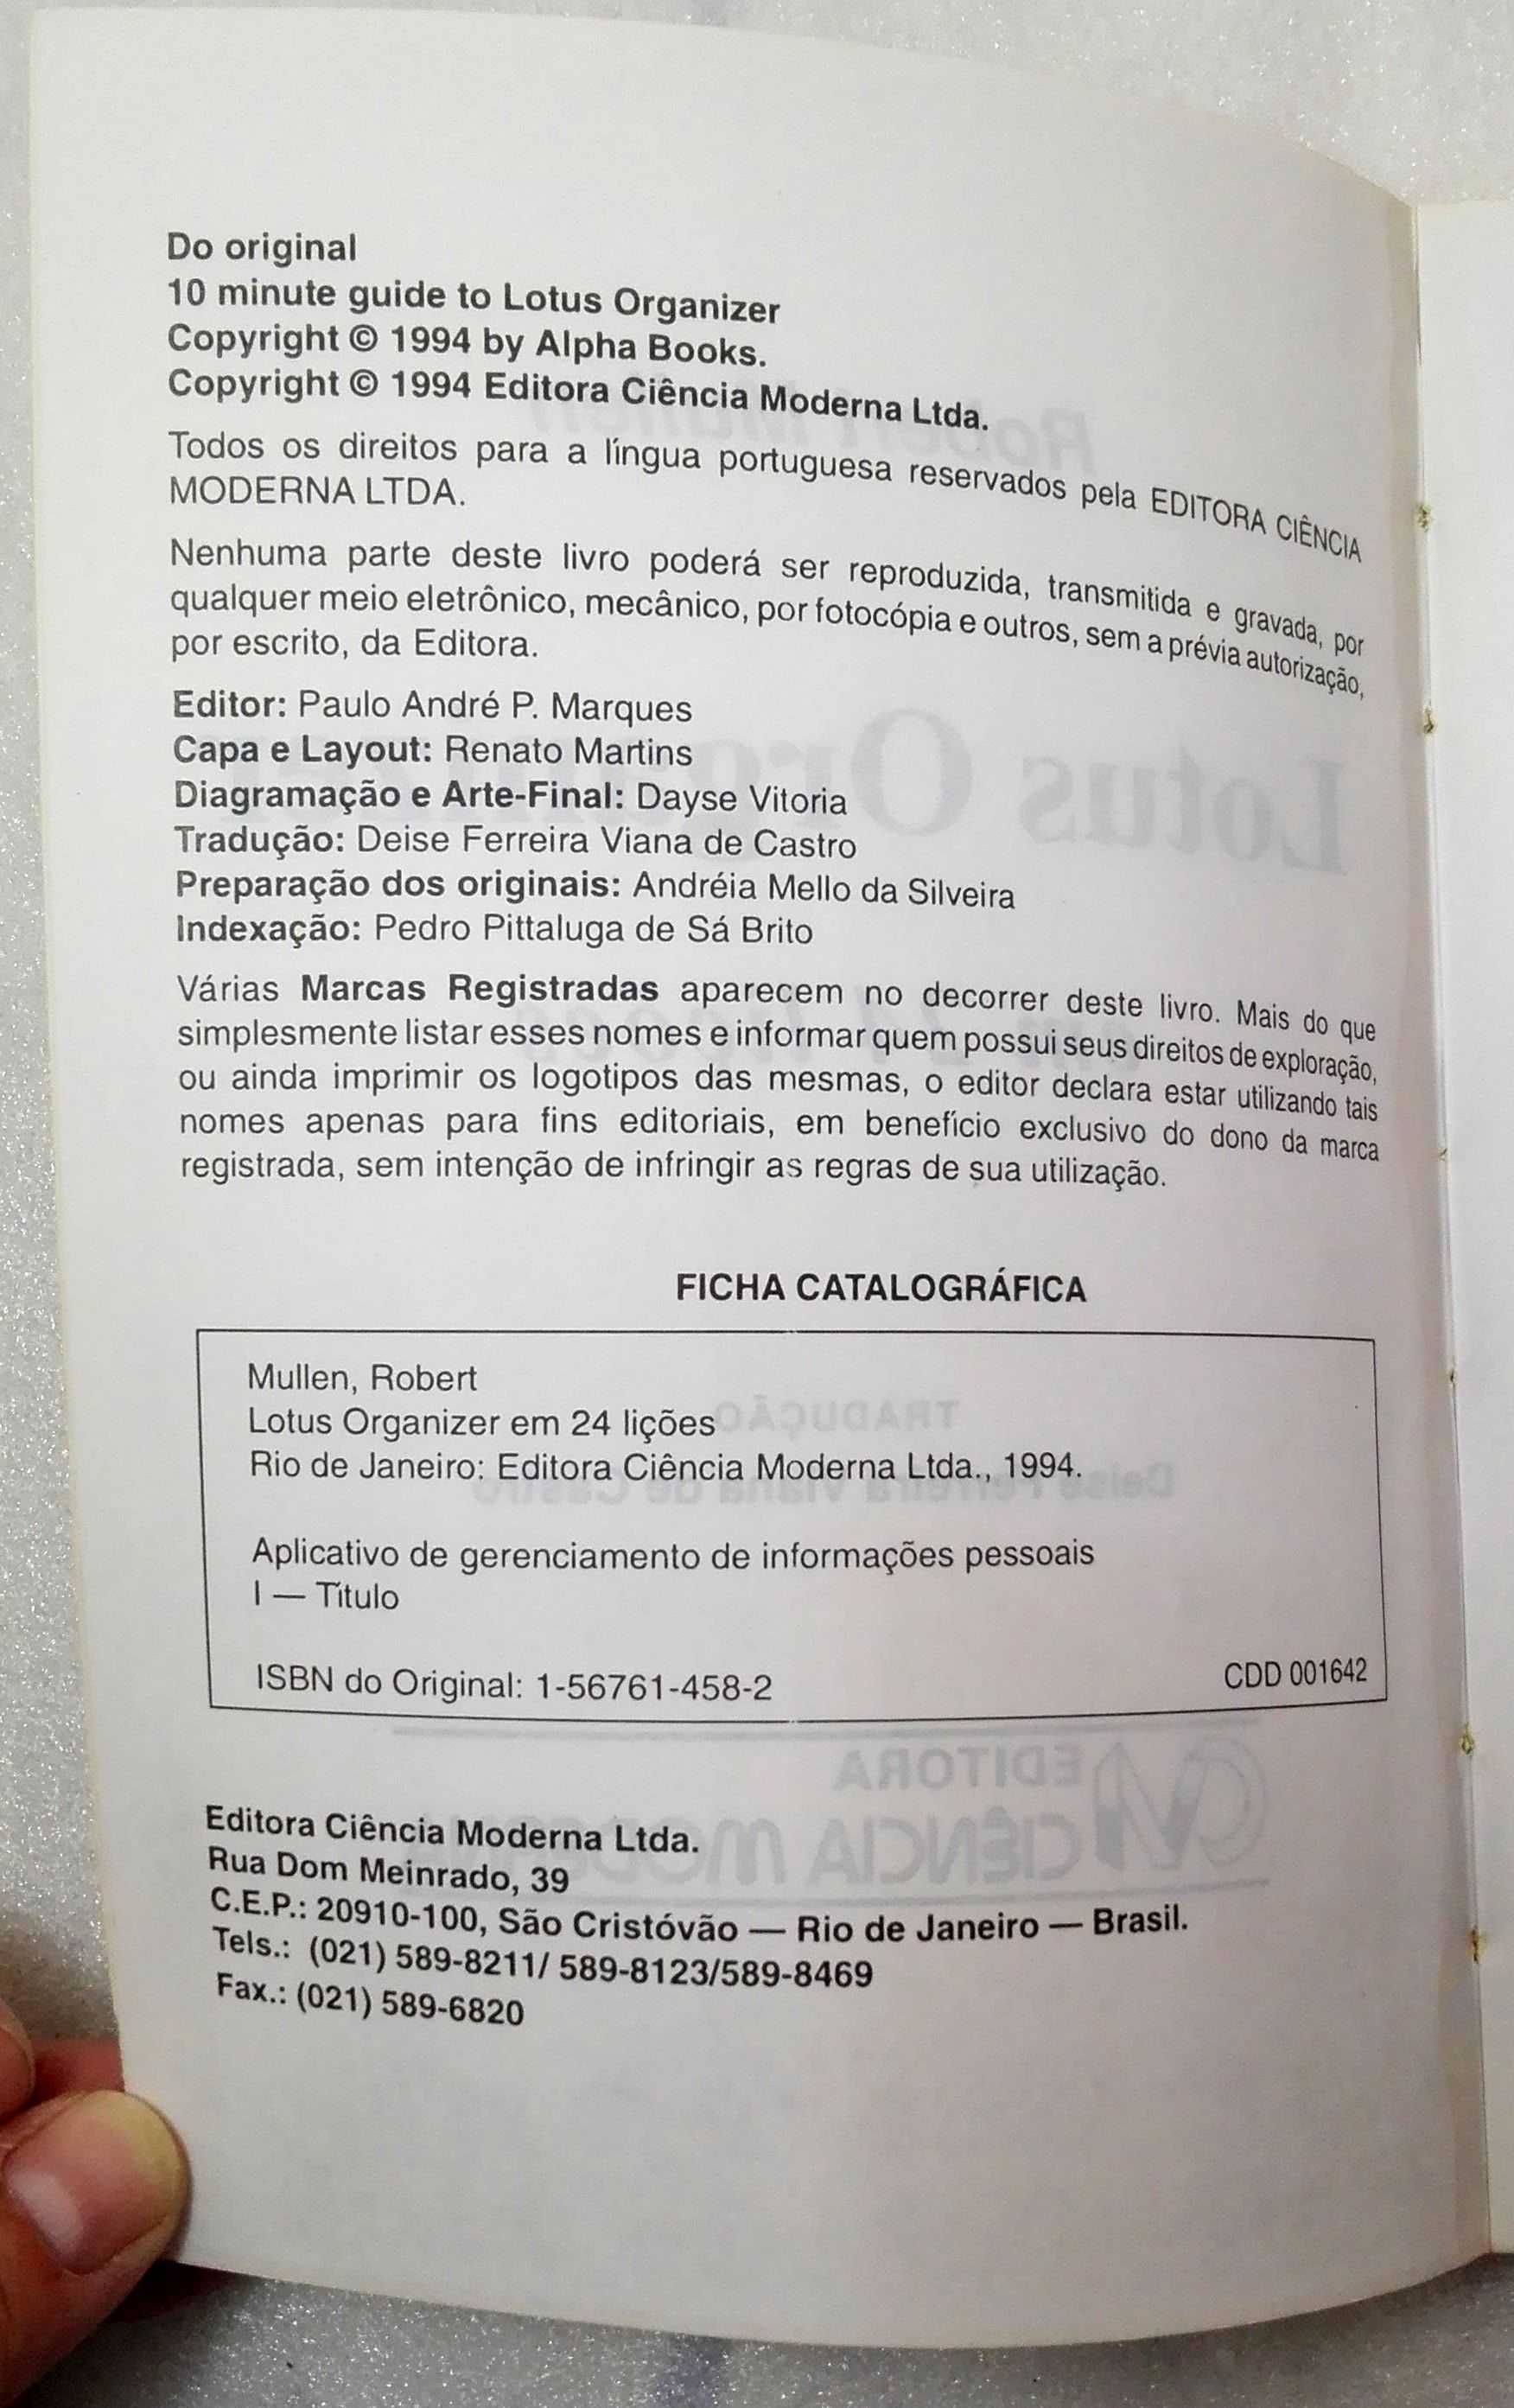 Do original
10 minute guide to Lotus Organizer
Copyright © 1994 by Alpha Books.
Copyright © 1994 Editora Ciência Moderna Ltda.
Todos os direitos para a língua portuguesa reservados pela EDITORA CIÊNCIA
MODERNA LTDA.
Nenhuma parte deste livro poderá ser reproduzida, transmitida e gravada, por
qualquer meio eletrônico, mecânico, por fotocópia e outros, sem a prévia autorização,
por escrito, da Editora.
Editor: Paulo André P. Marques
Capa e Layout: Renato Martins
Diagramação e Arte-Final: Dayse Vitoria
Tradução: Deise Ferreira Viana de Castro
Preparação dos originais: Andréia Mello da Silveira
Indexação: Pedro Pittaluga de Sá Brito
Várias Marcas Registradas aparecem no decorrer deste livro. Mais do que
simplesmente listar esses nomes e informar quem possui seus direitos de exploração,
ou ainda imprimir os logotipos das mesmas, o editor declara estar utilizando tais
nomes apenas para fins editoriais, em benefício exclusivo do dono da marca
registrada, sem intenção de infringir as regras de sua utilização.
FICHA CATALOGRÁFICA
Mullen, Robert
Lotus Organizer em 24 lições
Rio de Janeiro: Editora Ciência Moderna Ltda., 1994.
Aplicativo de gerenciamento de informações pessoais
I — Título
ISBN do Original: 1-56761-458-2 CDD 001642
Editora Ciência Moderna Ltda.
Rua Dom Meinrado, 39
C.E.P.: 20910-100, São Cristóvão — Rio de Janeiro — Brasil.
Tels.: (021) 589-8211/ 589-8123/589-8469
Fax.: (021) 589-6820